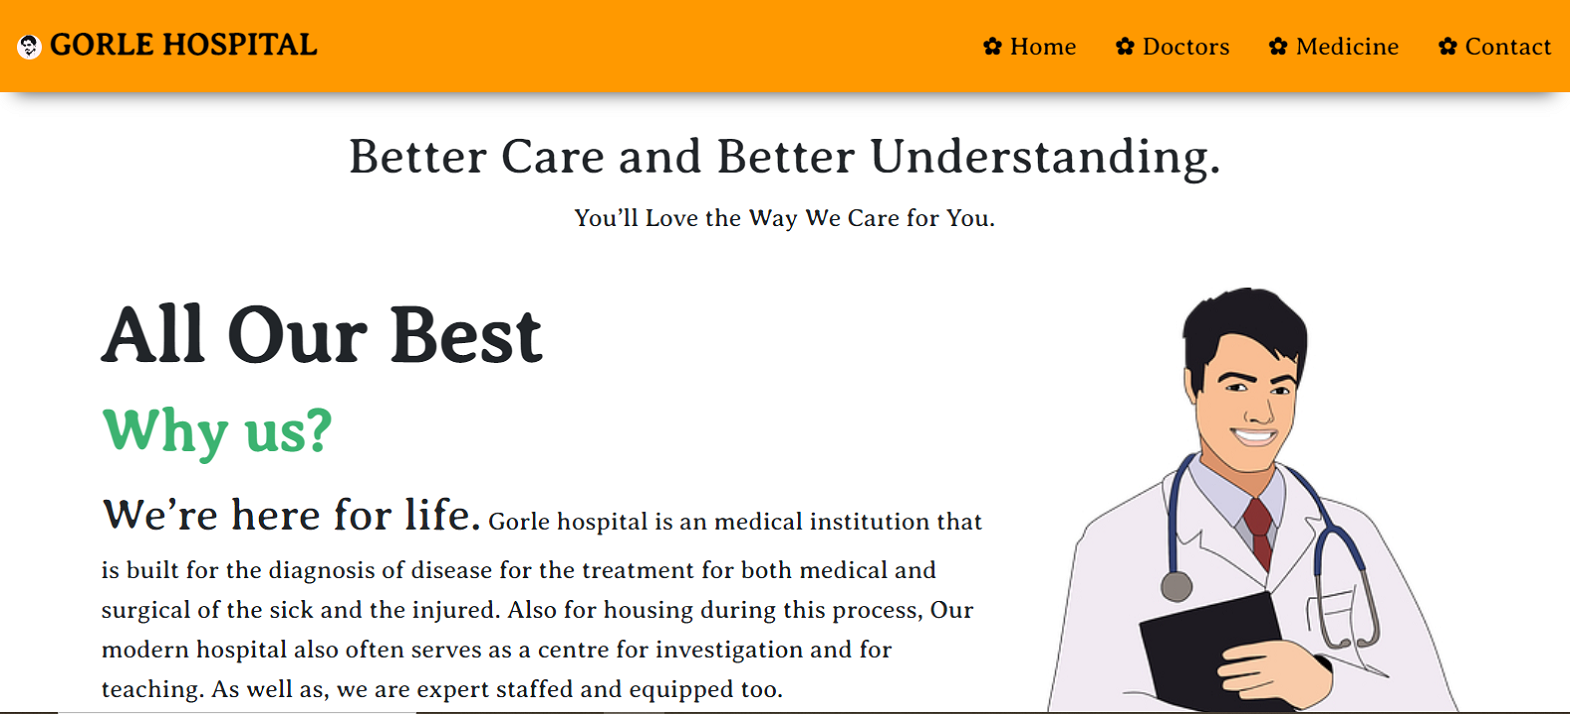 GORLE HOSPITAL
✿ Home ✿ Doctors ✿ Medicine ✿ Contact
Better Care and Better Understanding.
You’ll Love the Way We Care for You.
All Our Best
Why us?
We’re here for life. Gorle hospital is an medical institution that
is built for the diagnosis of disease for the treatment for both medical and
surgical of the sick and the injured. Also for housing during this process, Our
modern hospital also often serves as a centre for investigation and for
teaching. As well as, we are expert staffed and equipped too.